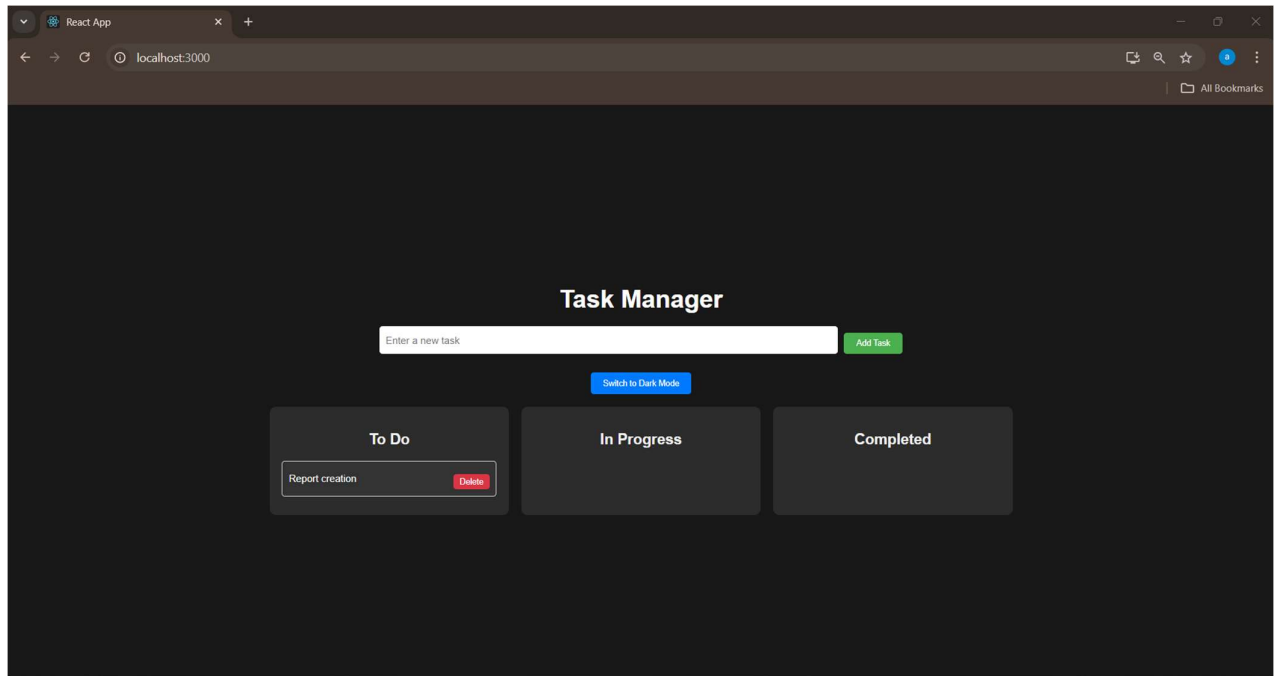 React App
localhost:3000
a
All Bookmarks
Task Manager
Enter a new task
Add Task
Switch to Dark Mode
To Do
In Progress
Completed
Report creation
Delete